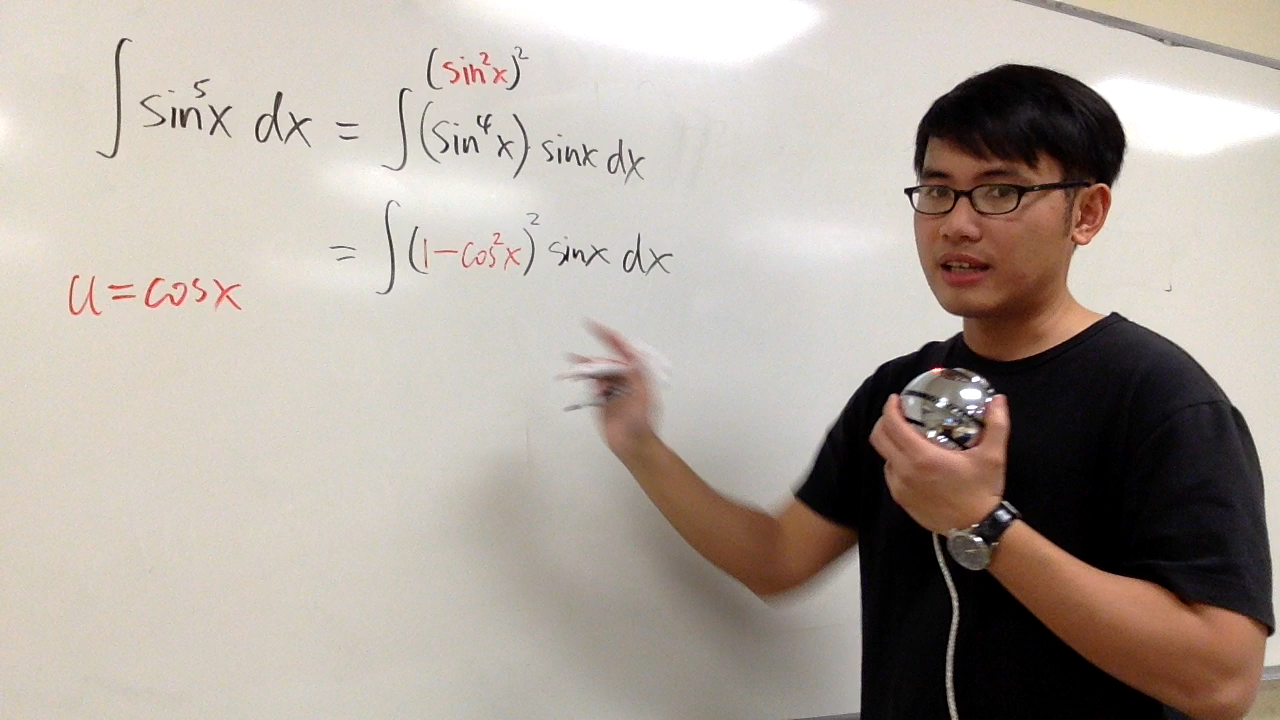 (sin²x)²
∫ sin⁵x dx = ∫(sin⁴x) sinx dx
= ∫(1-cos²x)² sinx dx
u=cosx